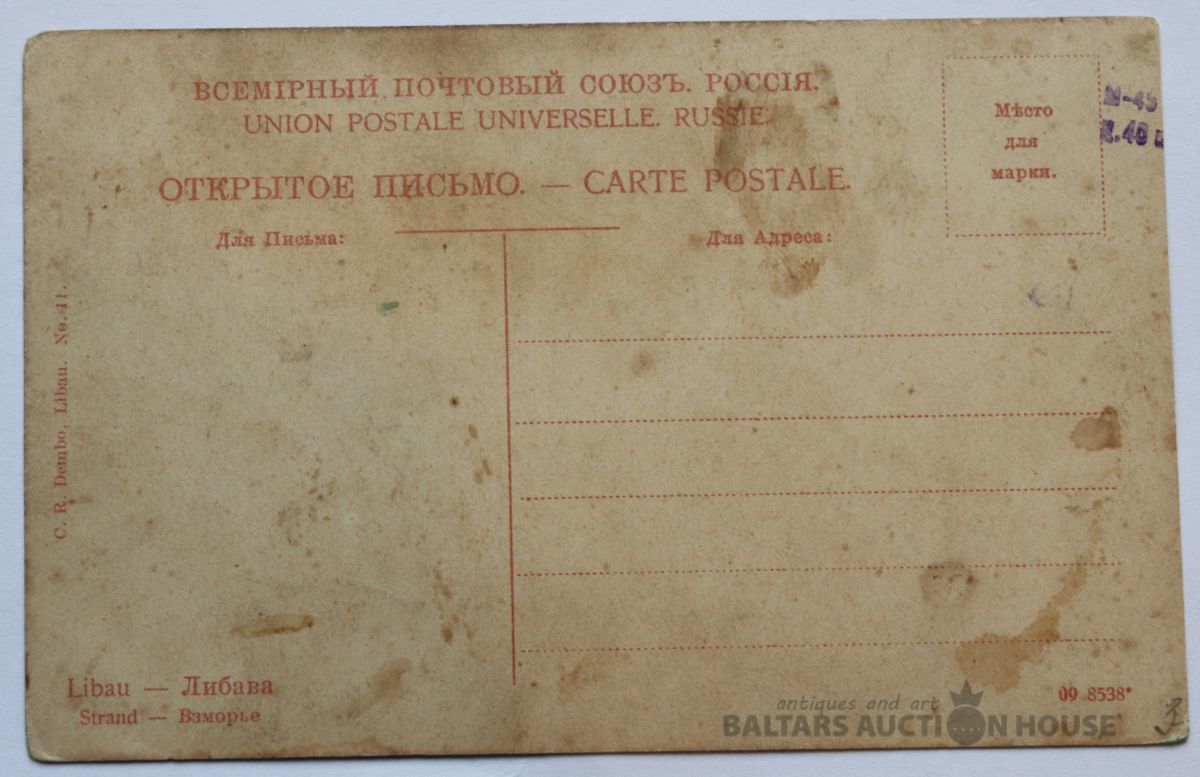 ВСЕМІРНЫЙ ПОЧТОВЫЙ СОЮЗЪ. РОССІЯ.
UNION POSTALE UNIVERSELLE. RUSSIE.
ОТКРЫТОЕ ПИСЬМО. — CARTE POSTALE.
Для Письма:
Для Адреса:
Мѣсто
для
марки.
C. R. Dembo, Libau. No. 11.
Libau — Либава
Strand — Взморье
09 8538*
antiques and art
BALTARS AUCTION HOUSE